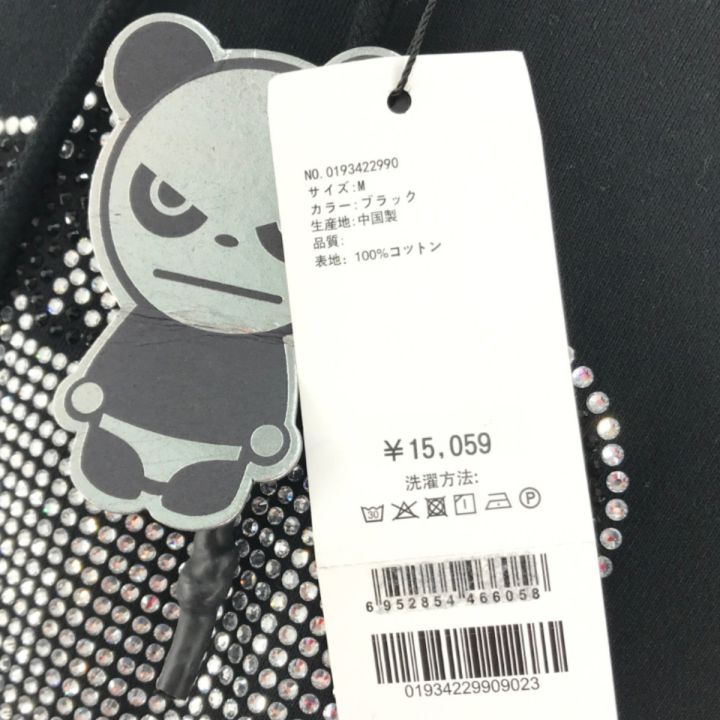 NO.0193422990
サイズ:M
カラー:ブラック
生産地:中国製
品質:
表地: 100%コットン
¥15,059
洗濯方法:
30
P
6 952854 466058
01934229909023